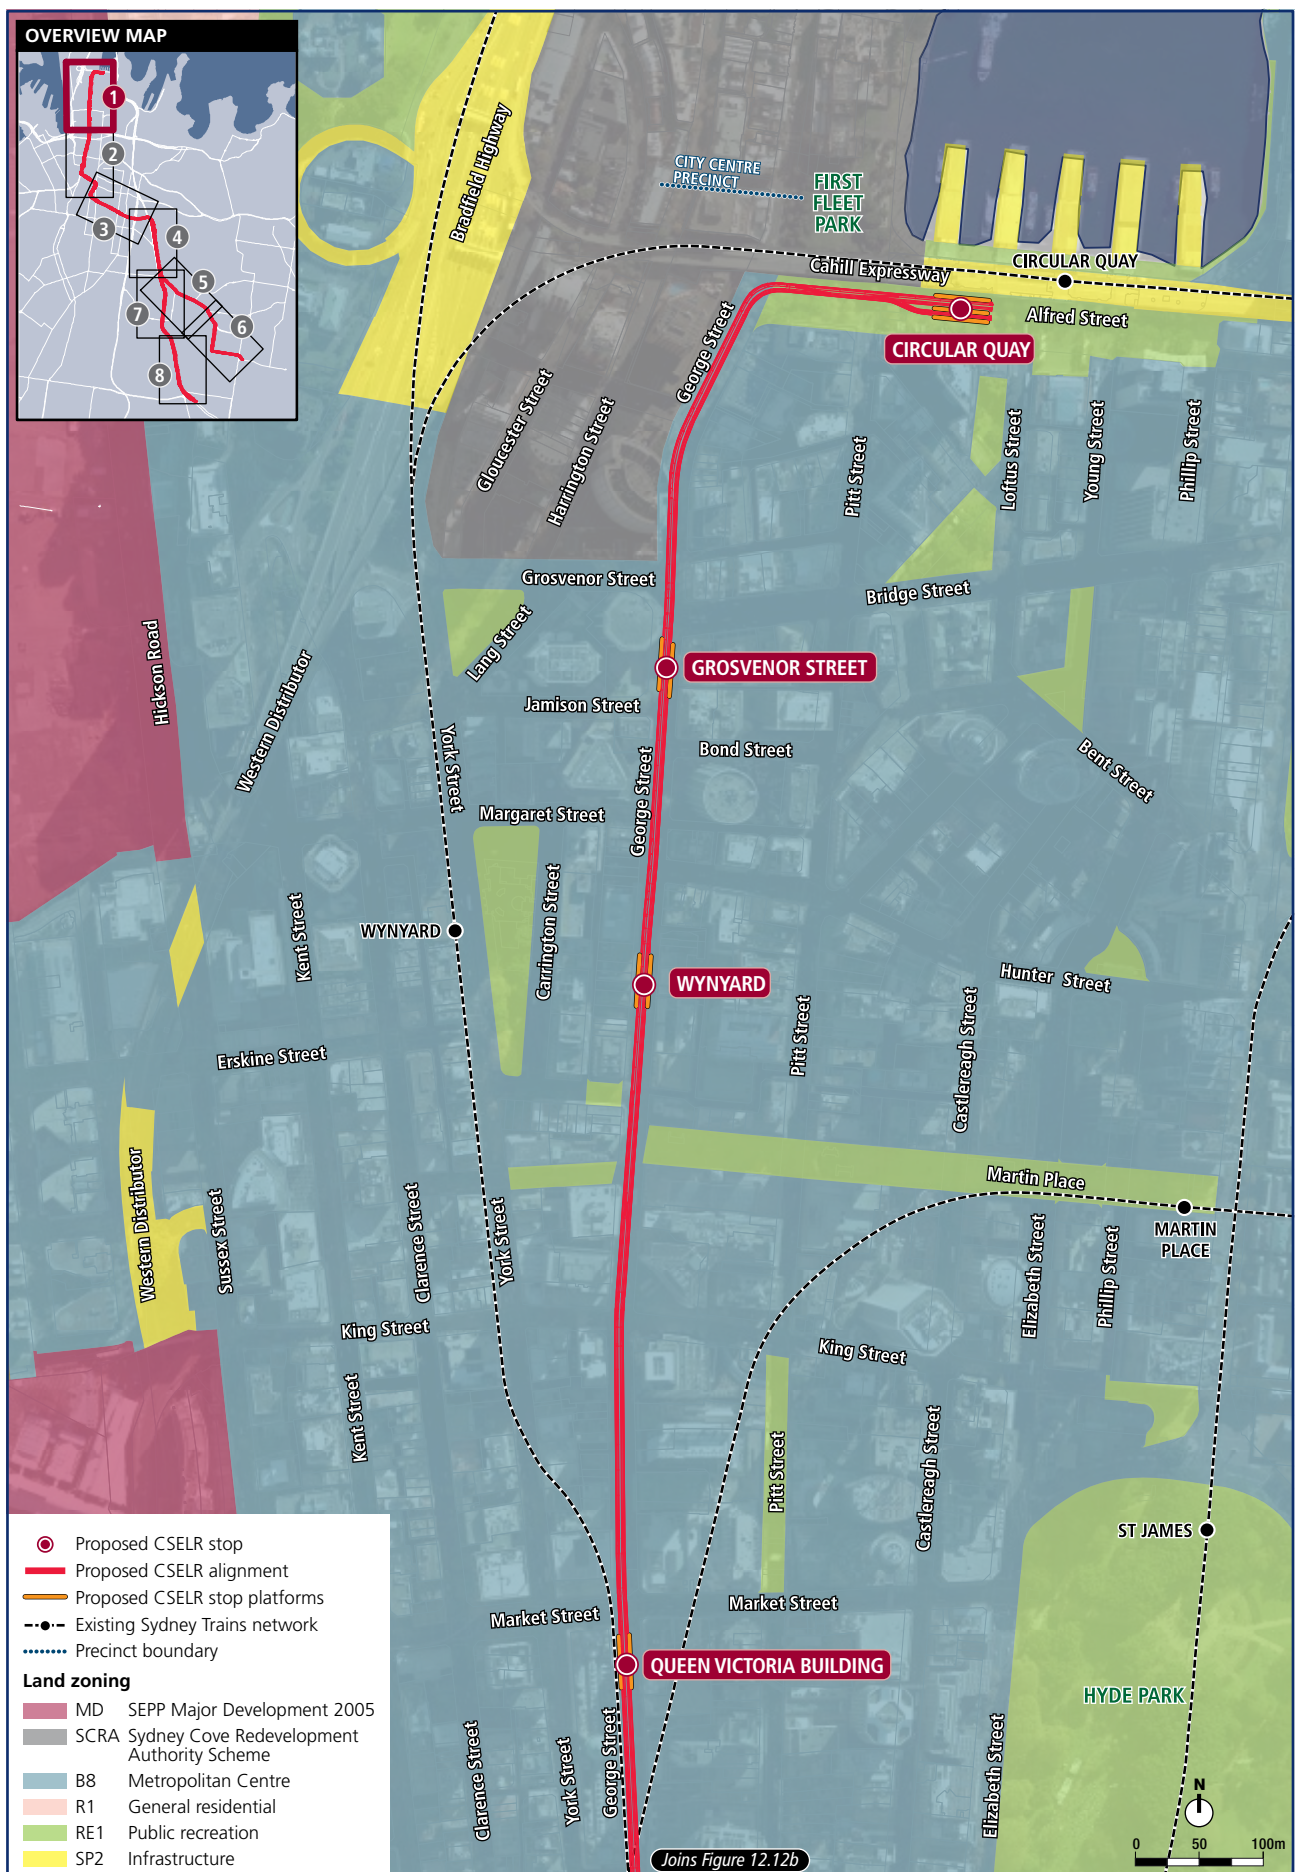 OVERVIEW MAP
1
2
3
4
5
6
7
8
Bradfield Highway
CITY CENTRE
PRECINCT
FIRST
FLEET
PARK
CIRCULAR QUAY
Cahill Expressway
Alfred Street
CIRCULAR QUAY
George Street
Gloucester Street
Harrington Street
Pitt Street
Loftus Street
Young Street
Phillip Street
Grosvenor Street
Bridge Street
Lang Street
Hickson Road
Western Distributor
GROSVENOR STREET
Jamison Street
York Street
George Street
Bond Street
Bent Street
Margaret Street
Carrington Street
Kent Street
WYNYARD
WYNYARD
Hunter Street
Pitt Street
Castlereagh Street
Erskine Street
Martin Place
MARTIN
PLACE
Western Distributor
Sussex Street
Clarence Street
York Street
Elizabeth Street
Phillip Street
King Street
King Street
Kent Street
Pitt Street
Castlereagh Street
ST JAMES
Market Street
Market Street
QUEEN VICTORIA BUILDING
HYDE PARK
Clarence Street
York Street
George Street
Elizabeth Street
Proposed CSELR stop
Proposed CSELR alignment
Proposed CSELR stop platforms
Existing Sydney Trains network
Precinct boundary
Land zoning
MD SEPP Major Development 2005
SCRA Sydney Cove Redevelopment
Authority Scheme
B8 Metropolitan Centre
R1 General residential
RE1 Public recreation
SP2 Infrastructure
N
0 50 100m
Joins Figure 12.12b